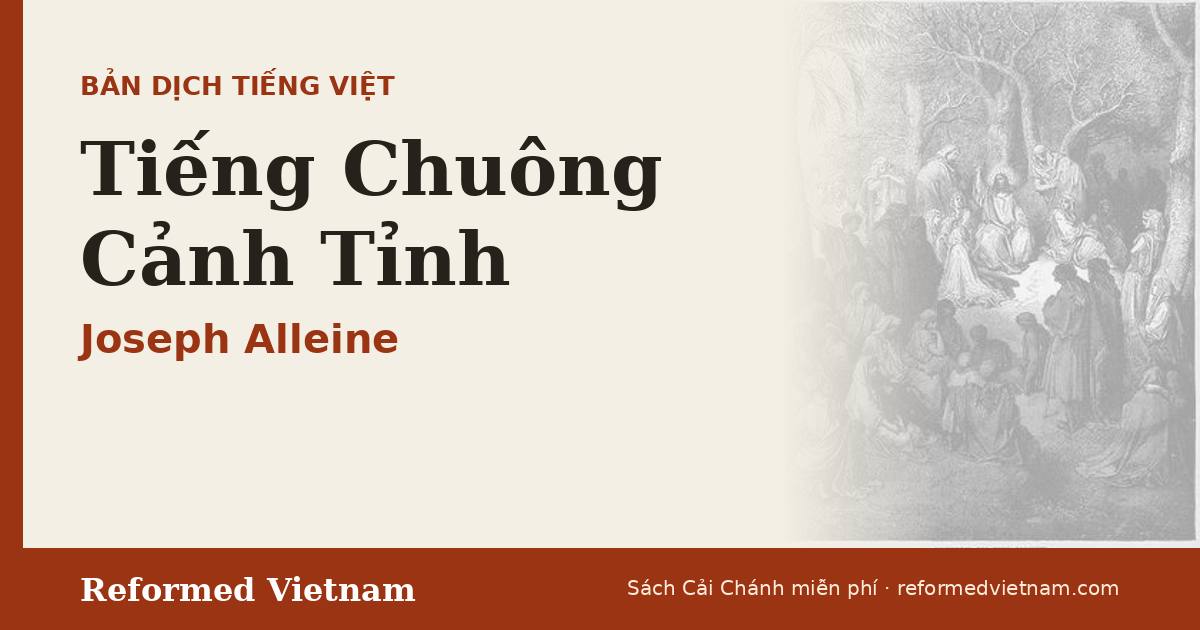 BẢN DỊCH TIẾNG VIỆT
Tiếng Chuông
Cảnh Tỉnh
Joseph Alleine
Reformed Vietnam
Sách Cải Chánh miễn phí · reformedvietnam.com